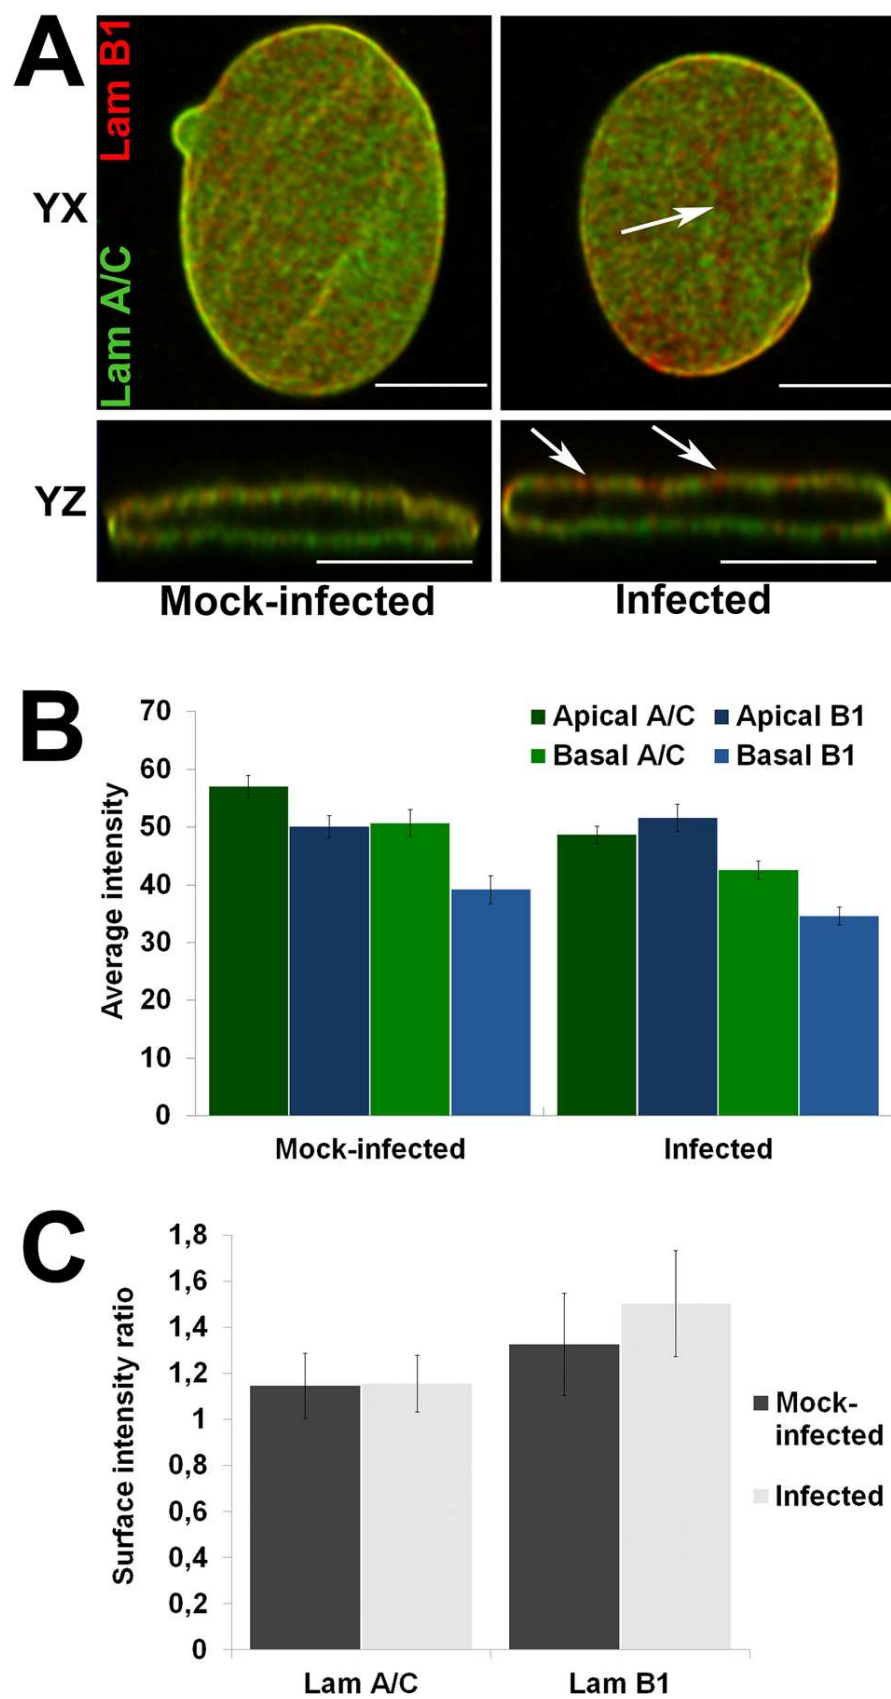 A
Lam B1
Lam A/C
YX
YZ
Mock-infected
Infected
B
Average intensity
70
60
50
40
30
20
10
0
Apical A/C
Apical B1
Basal A/C
Basal B1
Mock-infected
Infected
C
Surface intensity ratio
1,8
1,6
1,4
1,2
1
0,8
0,6
0,4
0,2
0
Mock-
infected
Infected
Lam A/C
Lam B1